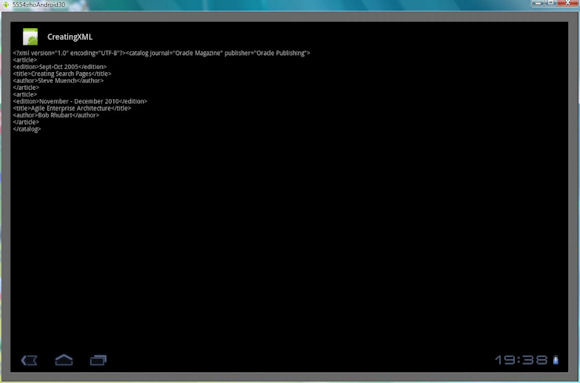 5554:rhoAndroid30
CreatingXML
<?xml version="1.0" encoding="UTF-8"?><catalog journal="Oracle Magazine" publisher="Oracle Publishing">
<article>
<edition>Sept-Oct 2005</edition>
<title>Creating Search Pages</title>
<author>Steve Muench</author>
</article>
<article>
<edition>November - December 2010</edition>
<title>Agile Enterprise Architecture</title>
<author>Bob Rhubart</author>
</article>
</catalog>
19:38